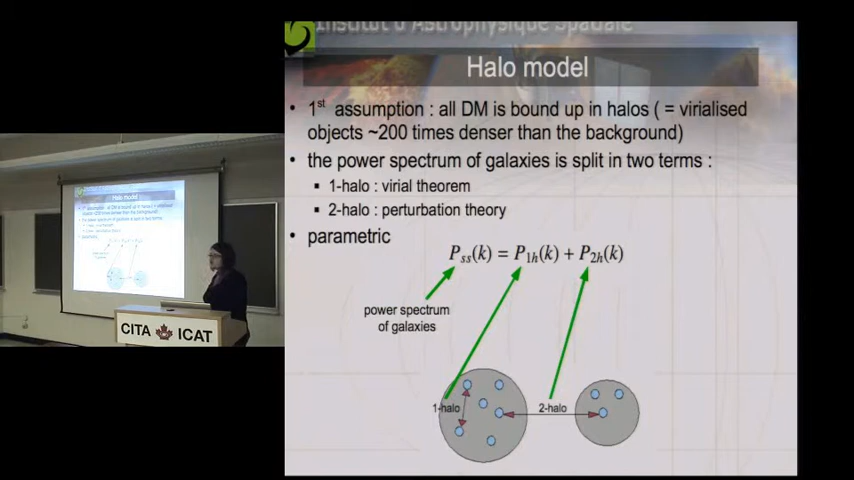 Institut d'Astrophysique Spatiale
Halo model
• 1st assumption : all DM is bound up in halos ( = virialised
objects ~200 times denser than the background)
• the power spectrum of galaxies is split in two terms :
▪ 1-halo : virial theorem
▪ 2-halo : perturbation theory
• parametric
Pss(k) = P1h(k) + P2h(k)
power spectrum
of galaxies
1-halo
2-halo
CITA ICAT